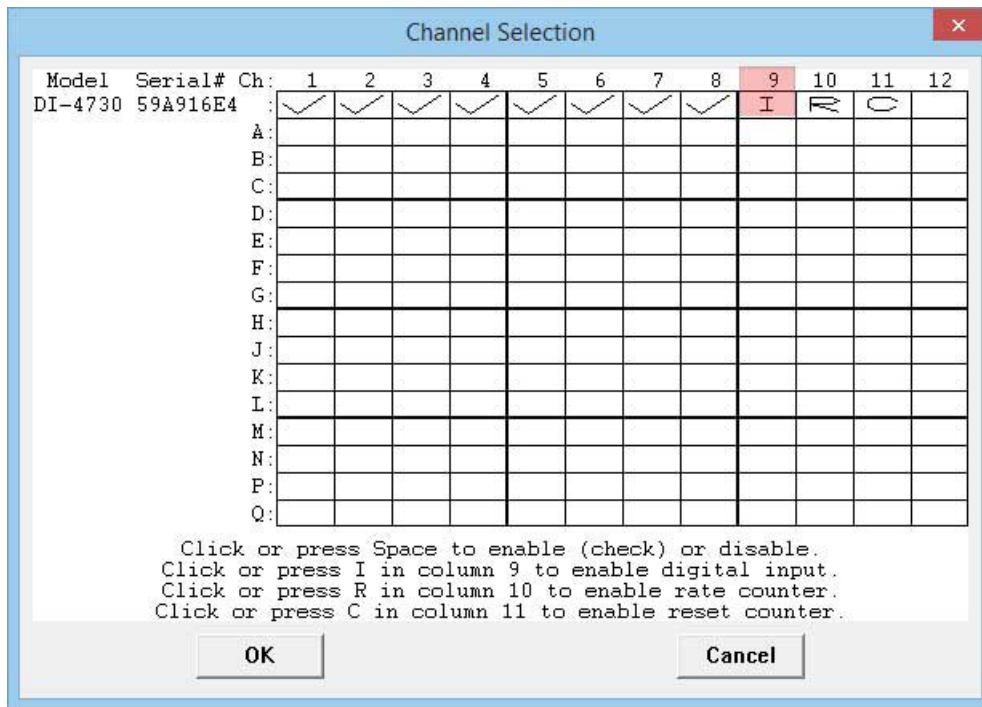 Channel Selection
Model Serial# Ch: 1 2 3 4 5 6 7 8 9 10 11 12
DI-4730 59A916E4 : I R C
A:
B:
C:
D:
E:
F:
G:
H:
J:
K:
L:
M:
N:
P:
Q:
Click or press Space to enable (check) or disable.
Click or press I in column 9 to enable digital input.
Click or press R in column 10 to enable rate counter.
Click or press C in column 11 to enable reset counter.
OK Cancel